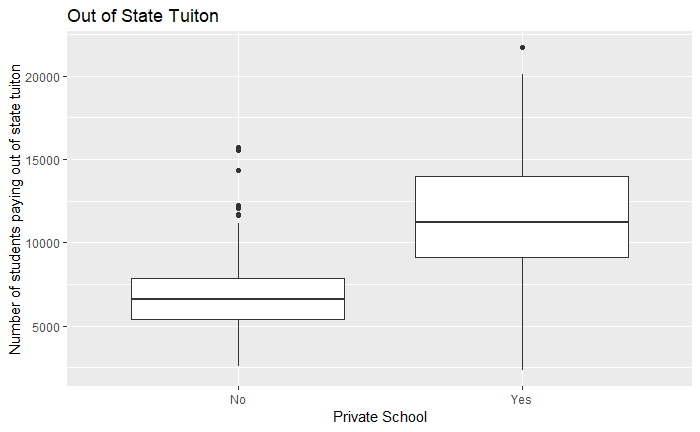 Out of State Tuiton
Number of students paying out of state tuiton
20000
15000
10000
5000
No
Yes
Private School